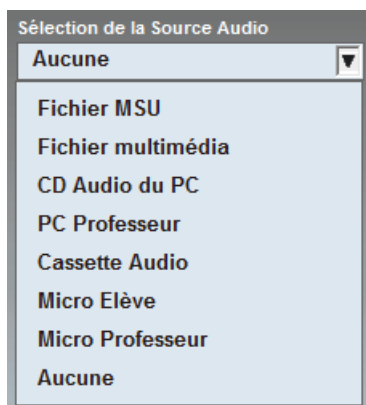 Sélection de la Source Audio
Aucune
Fichier MSU
Fichier multimédia
CD Audio du PC
PC Professeur
Cassette Audio
Micro Elève
Micro Professeur
Aucune